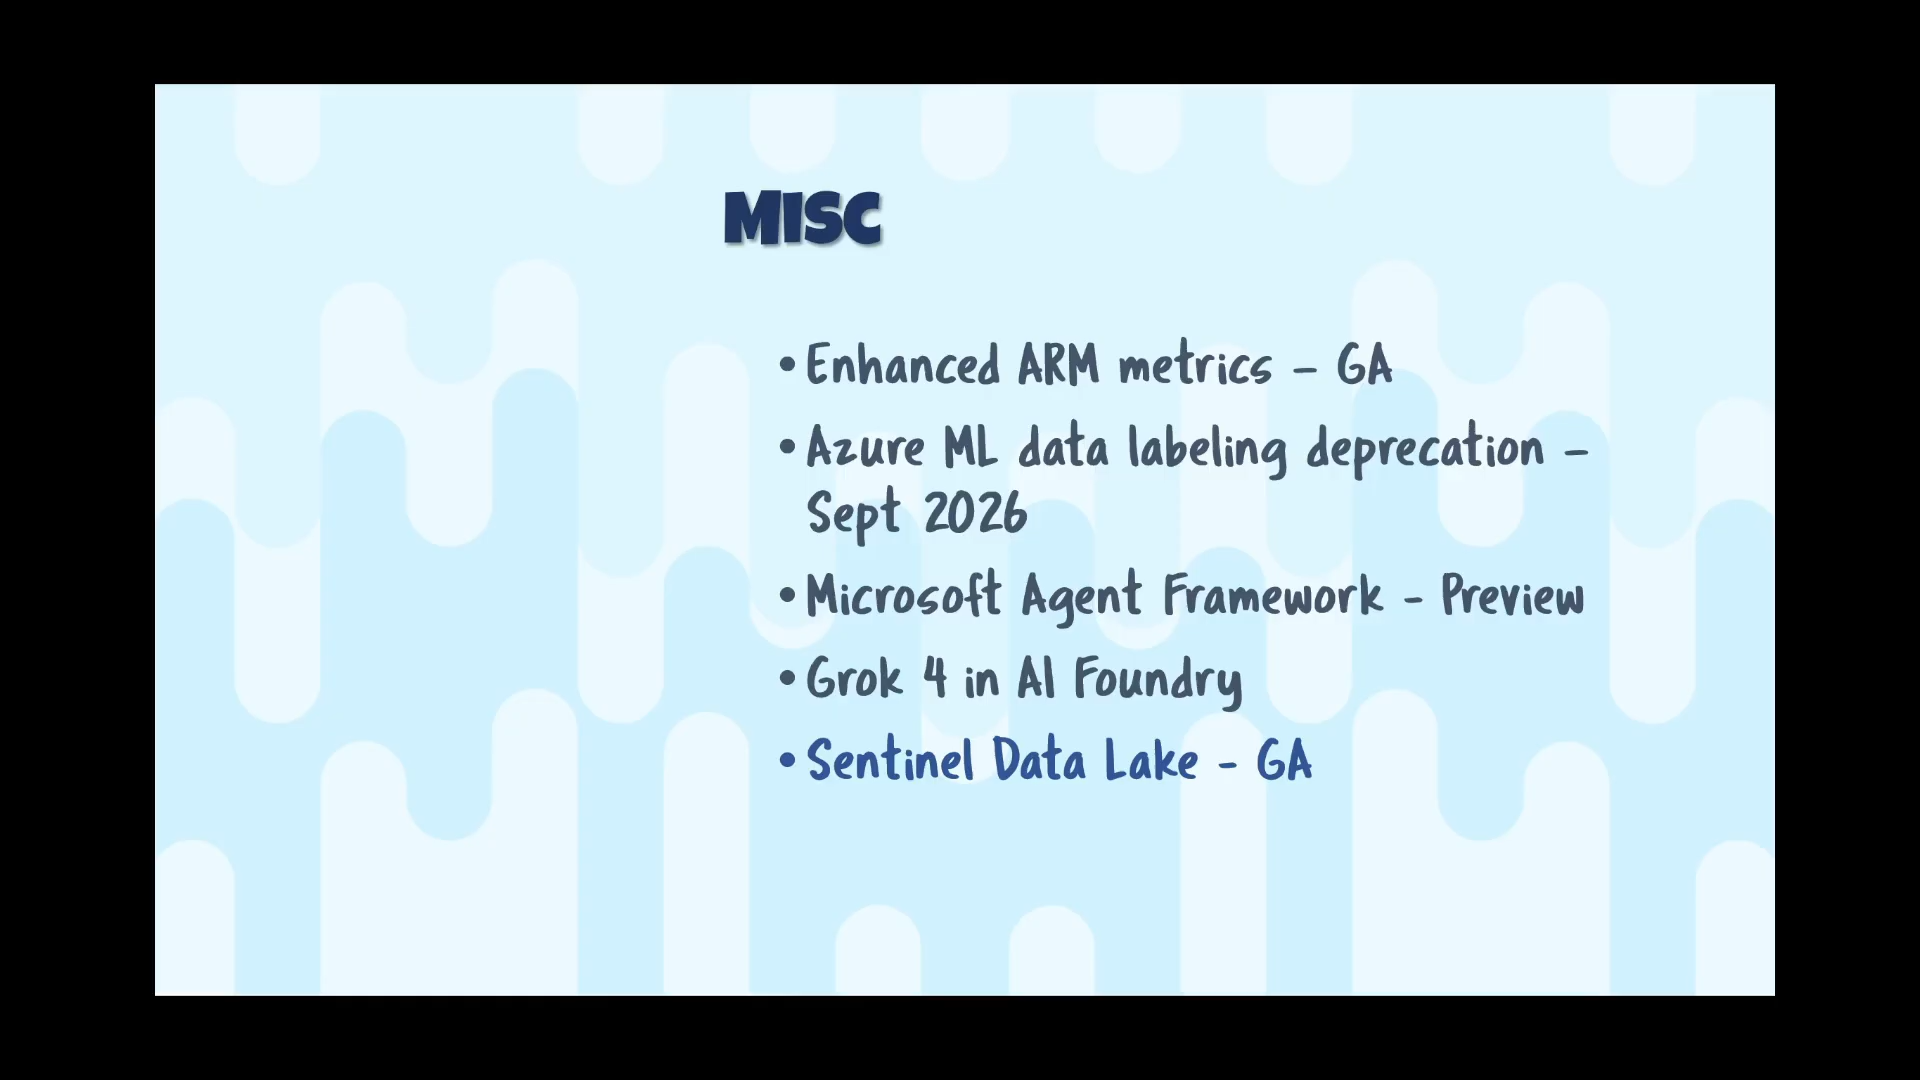 MISC
• Enhanced ARM metrics – GA
• Azure ML data labeling deprecation –
Sept 2026
• Microsoft Agent Framework - Preview
• Grok 4 in AI Foundry
• Sentinel Data Lake - GA